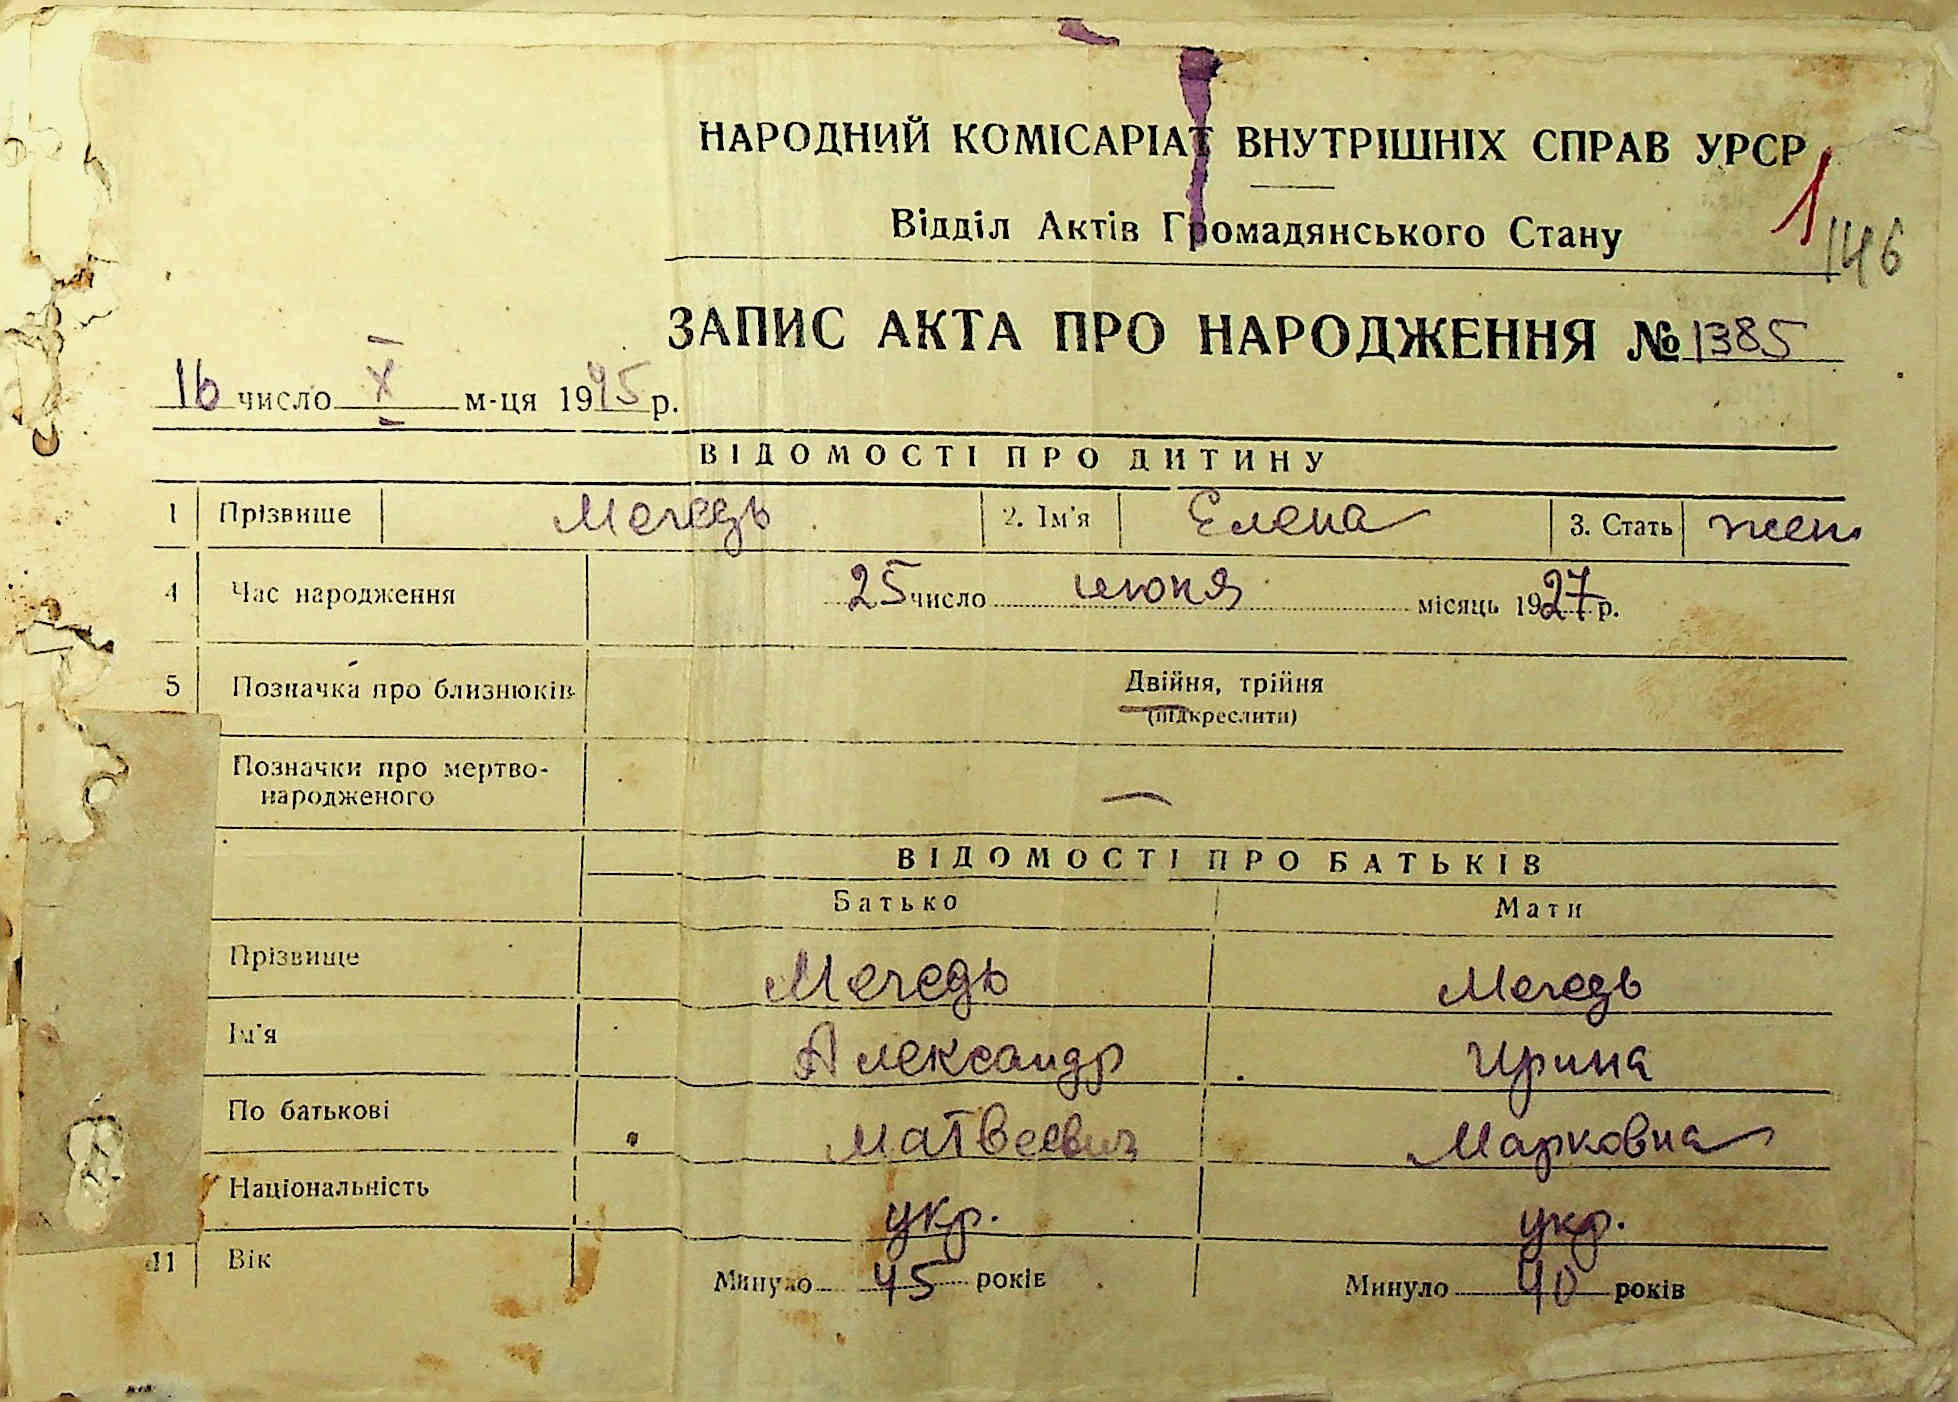 НАРОДНИЙ КОМІСАРІАТ ВНУТРІШНІХ СПРАВ УРСР
1
Відділ Актів Громадянського Стану
146
ЗАПИС АКТА ПРО НАРОДЖЕННЯ № 1385
16 число X м-ця 1945 р.
ВІДОМОСТІ ПРО ДИТИНУ
1 Прізвище Мегедь 2. Ім'я Елена 3. Стать жен.
4 Час народження 25 число июня місяць 1927 р.
5 Позначка про близнюків Двійня, трійня
(підкреслити)
Позначки про мертво-
народженого —
ВІДОМОСТІ ПРО БАТЬКІВ
Батько Мати
Прізвище Мегедь Мегедь
Ім'я Александр Ирина
По батькові Матвеевич Марковна
Національність укр. укр.
11 Вік Минуло 45 років Минуло 40 років